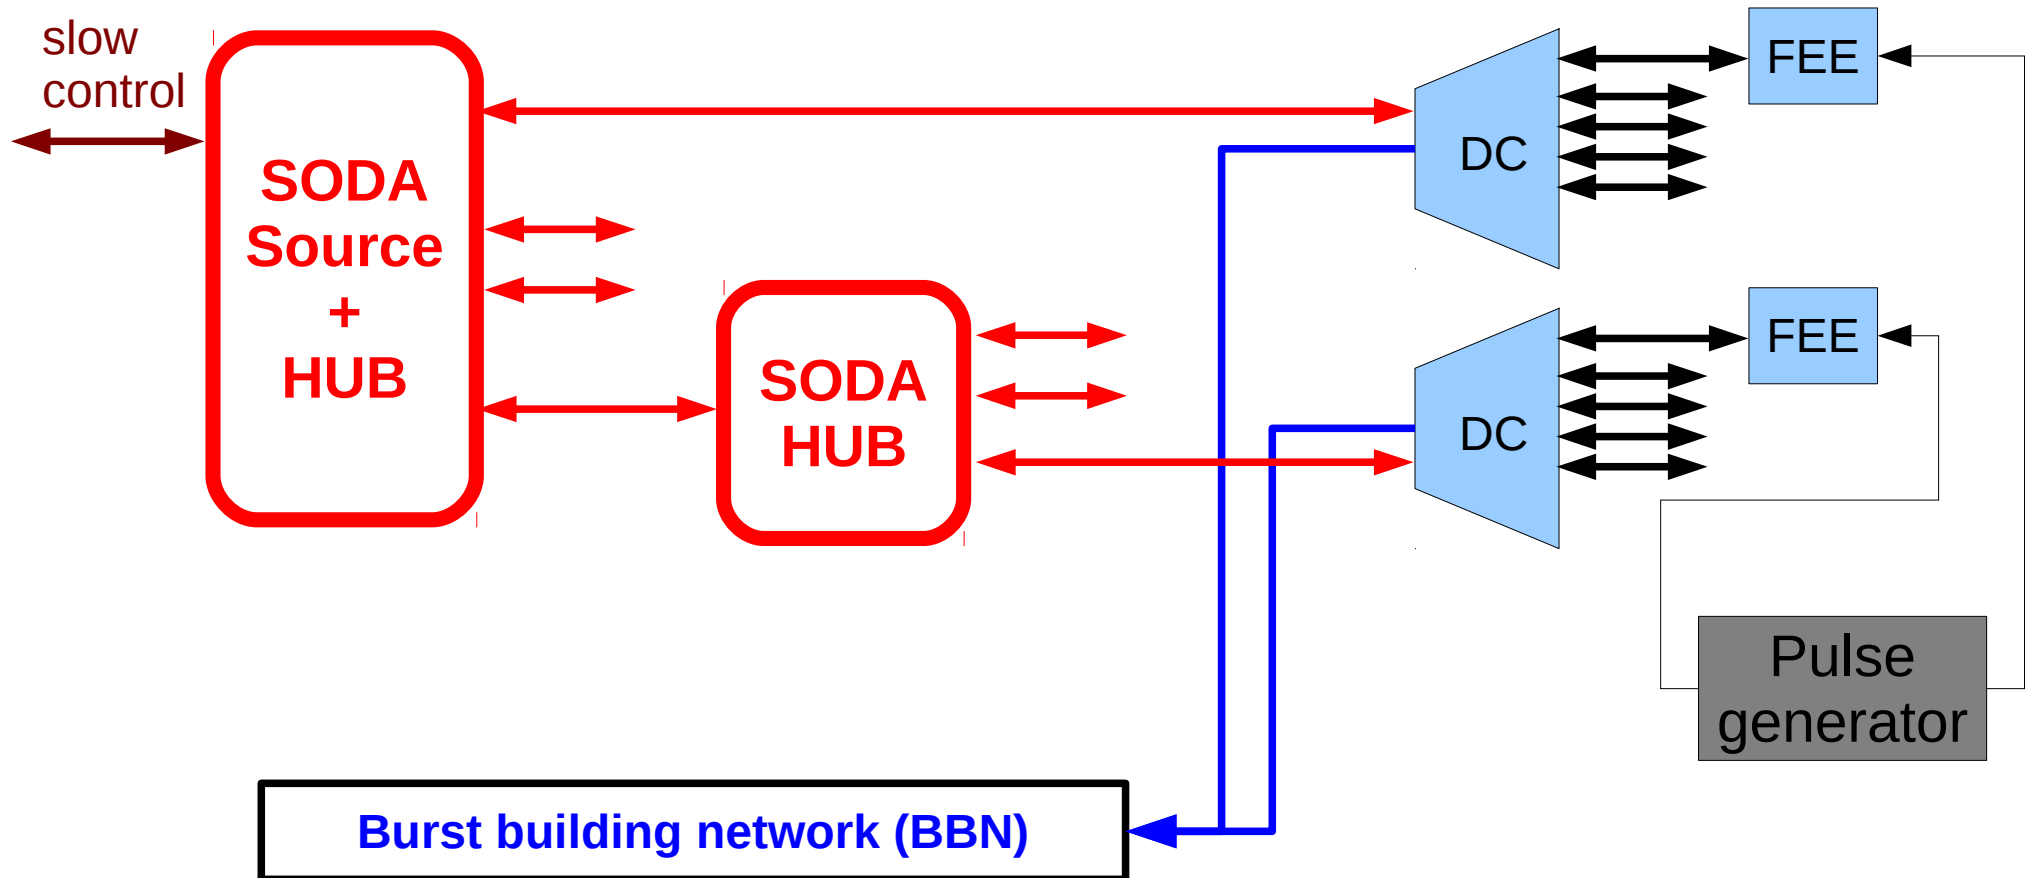 slow
control
SODA
Source
+
HUB
SODA
HUB
DC
FEE
DC
FEE
Pulse
generator
Burst building network (BBN)